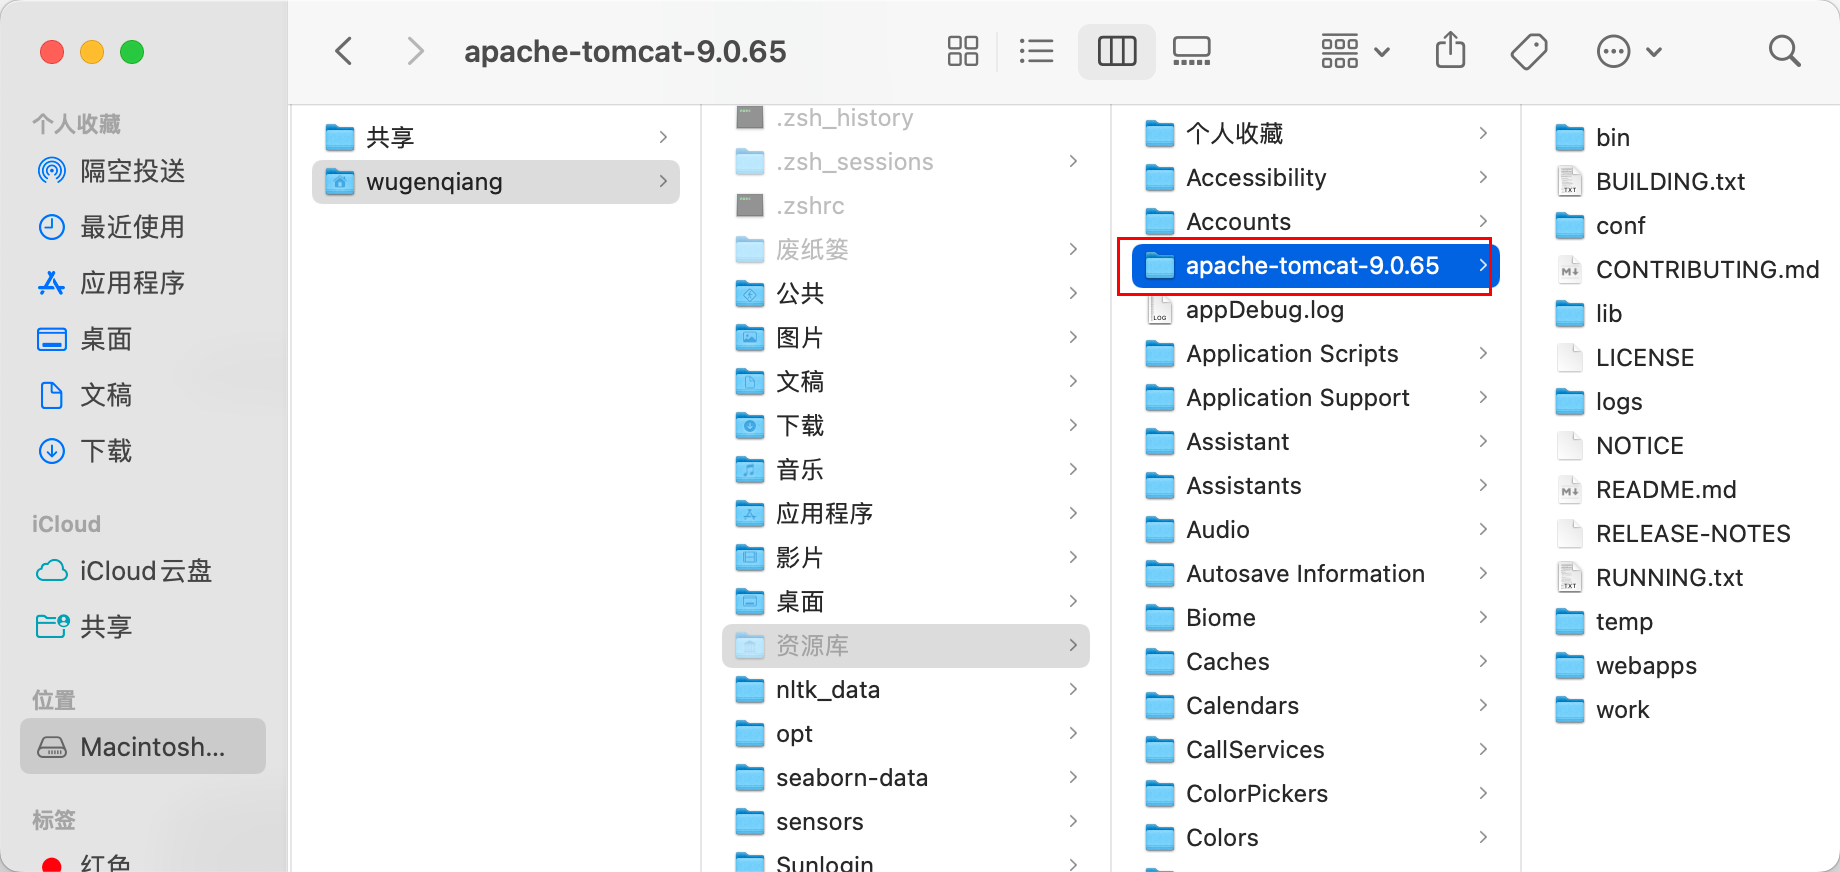 apache-tomcat-9.0.65
个人收藏
隔空投送
最近使用
应用程序
桌面
文稿
下载
iCloud
iCloud云盘
共享
位置
Macintosh...
标签
红色
共享
wugenqiang
.zsh_history
.zsh_sessions
.zshrc
废纸篓
公共
图片
文稿
下载
音乐
应用程序
影片
桌面
资源库
nltk_data
opt
seaborn-data
sensors
Sunlogin
个人收藏
Accessibility
Accounts
apache-tomcat-9.0.65
appDebug.log
Application Scripts
Application Support
Assistant
Assistants
Audio
Autosave Information
Biome
Caches
Calendars
CallServices
ColorPickers
Colors
bin
BUILDING.txt
conf
CONTRIBUTING.md
lib
LICENSE
logs
NOTICE
README.md
RELEASE-NOTES
RUNNING.txt
temp
webapps
work